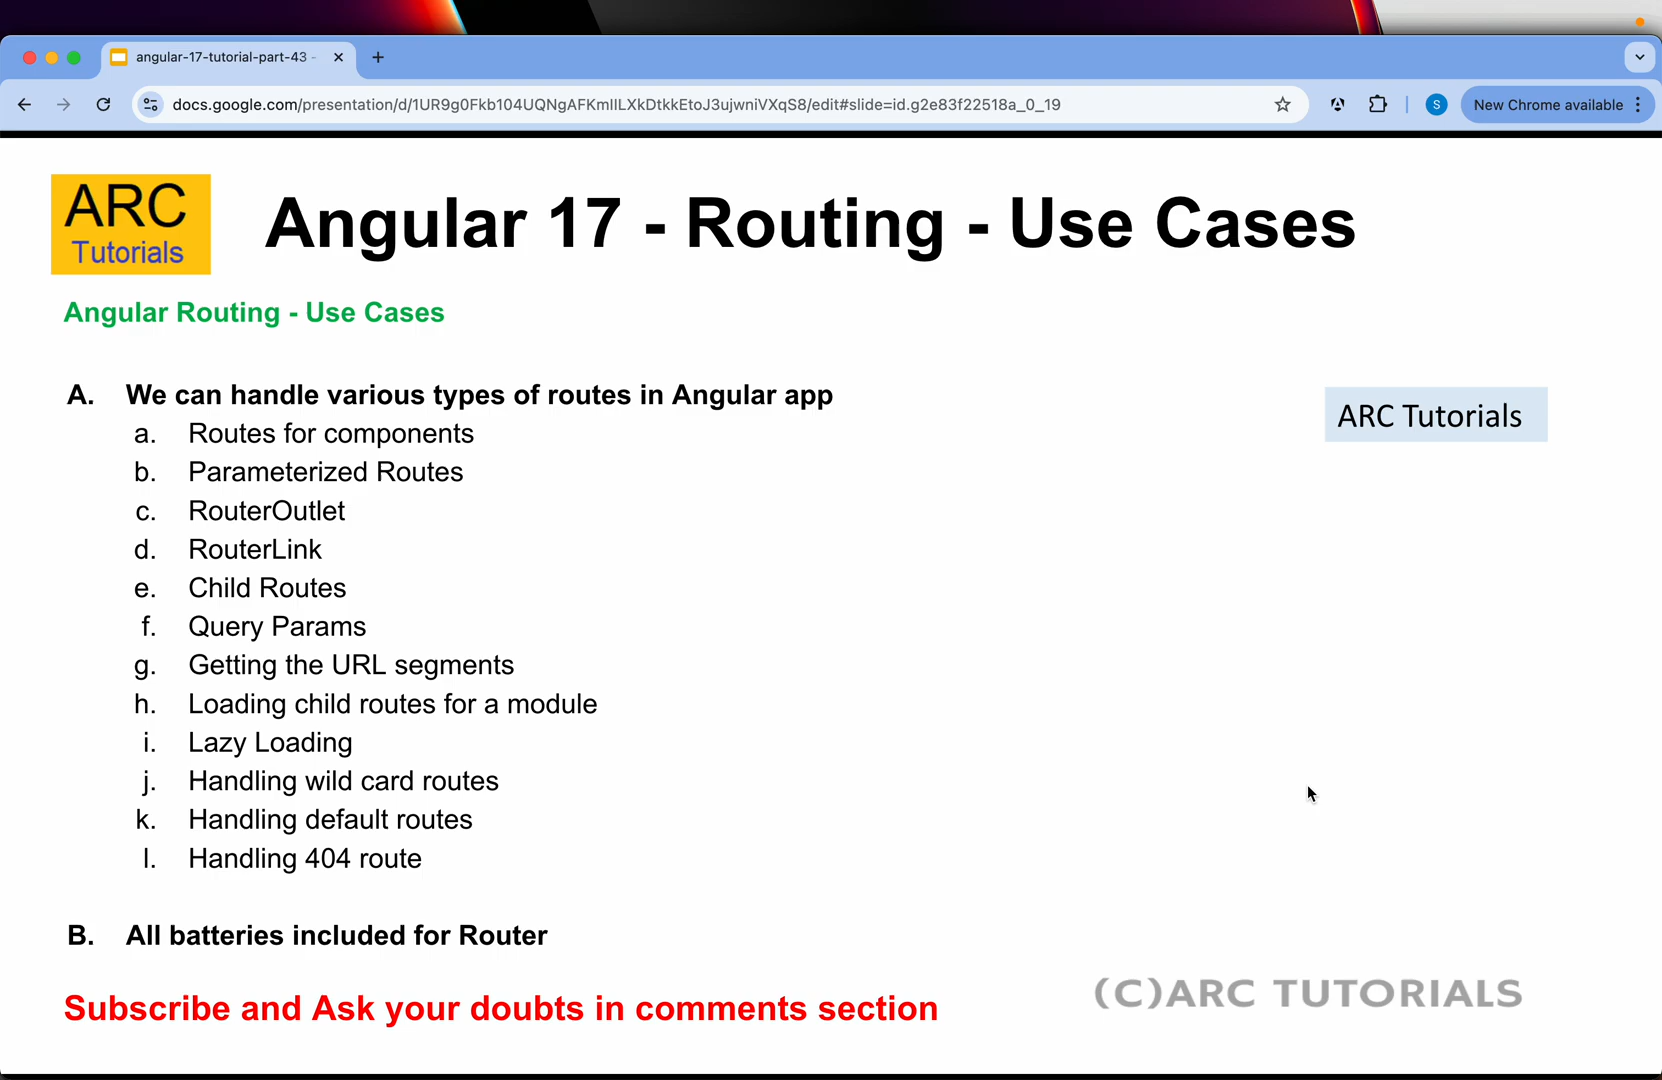 angular-17-tutorial-part-43 -
docs.google.com/presentation/d/1UR9g0Fkb104UQNgAFKmlILXkDtkkEtoJ3ujwniVXqS8/edit#slide=id.g2e83f22518a_0_19
S
New Chrome available
ARC
Tutorials
Angular 17 - Routing - Use Cases
Angular Routing - Use Cases
A. We can handle various types of routes in Angular app
ARC Tutorials
a. Routes for components
b. Parameterized Routes
c. RouterOutlet
d. RouterLink
e. Child Routes
f. Query Params
g. Getting the URL segments
h. Loading child routes for a module
i. Lazy Loading
j. Handling wild card routes
k. Handling default routes
l. Handling 404 route
B. All batteries included for Router
(C)ARC TUTORIALS
Subscribe and Ask your doubts in comments section